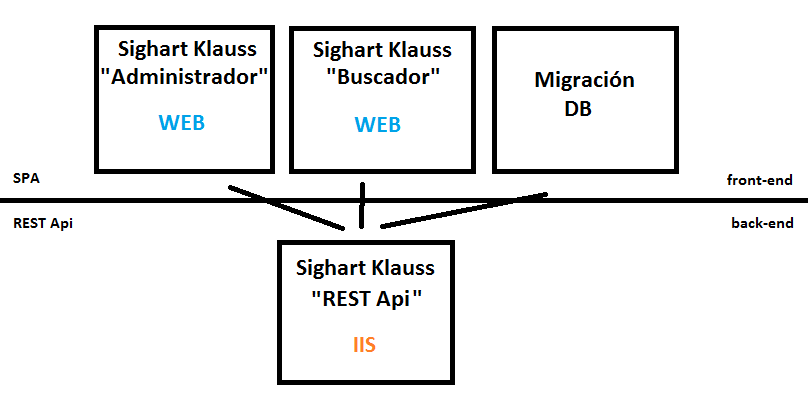 Sighart Klauss
"Administrador"
WEB
Sighart Klauss
"Buscador"
WEB
Migración
DB
SPA
front-end
REST Api
back-end
Sighart Klauss
"REST Api"
IIS